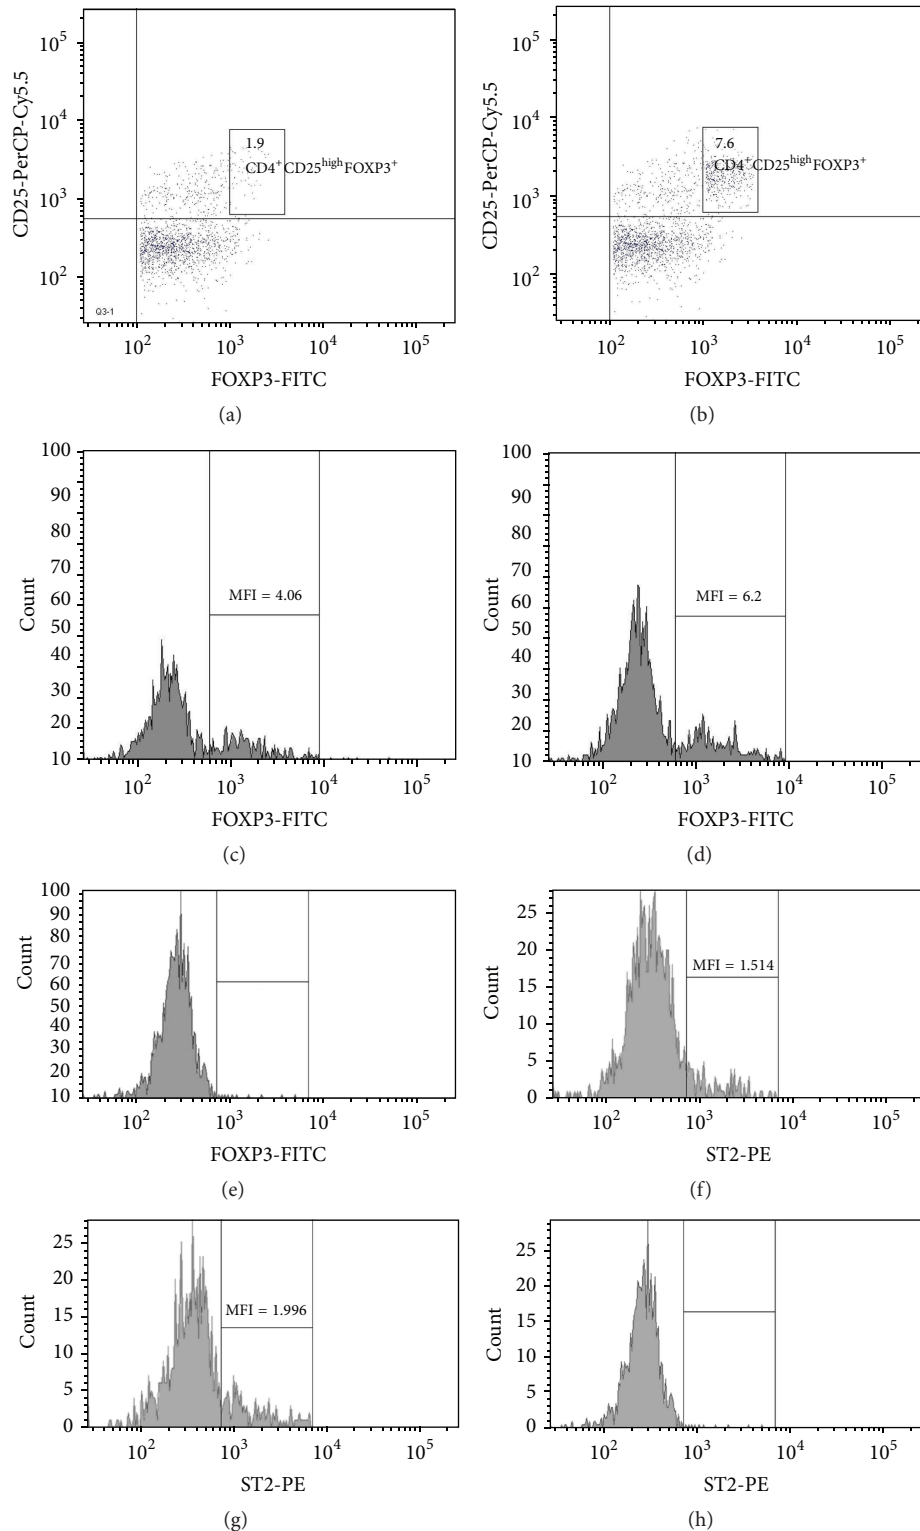 10⁵
10⁴
10³
10²
CD25-PerCP-Cy5.5
1.9
CD4⁺CD25ʰⁱᵍʰFOXP3⁺
Q3-1
10² 10³ 10⁴ 10⁵
FOXP3-FITC
(a)
10⁵
10⁴
10³
10²
CD25-PerCP-Cy5.5
7.6
CD4⁺CD25ʰⁱᵍʰFOXP3⁺
10² 10³ 10⁴ 10⁵
FOXP3-FITC
(b)
100
90
80
70
60
50
40
30
20
10
Count
MFI = 4.06
10² 10³ 10⁴ 10⁵
FOXP3-FITC
(c)
100
90
80
70
60
50
40
30
20
10
Count
MFI = 6.2
10² 10³ 10⁴ 10⁵
FOXP3-FITC
(d)
100
90
80
70
60
50
40
30
20
10
Count
10² 10³ 10⁴ 10⁵
FOXP3-FITC
(e)
25
20
15
10
5
0
Count
MFI = 1.514
10² 10³ 10⁴ 10⁵
ST2-PE
(f)
25
20
15
10
5
0
Count
MFI = 1.996
10² 10³ 10⁴ 10⁵
ST2-PE
(g)
25
20
15
10
5
0
Count
10² 10³ 10⁴ 10⁵
ST2-PE
(h)